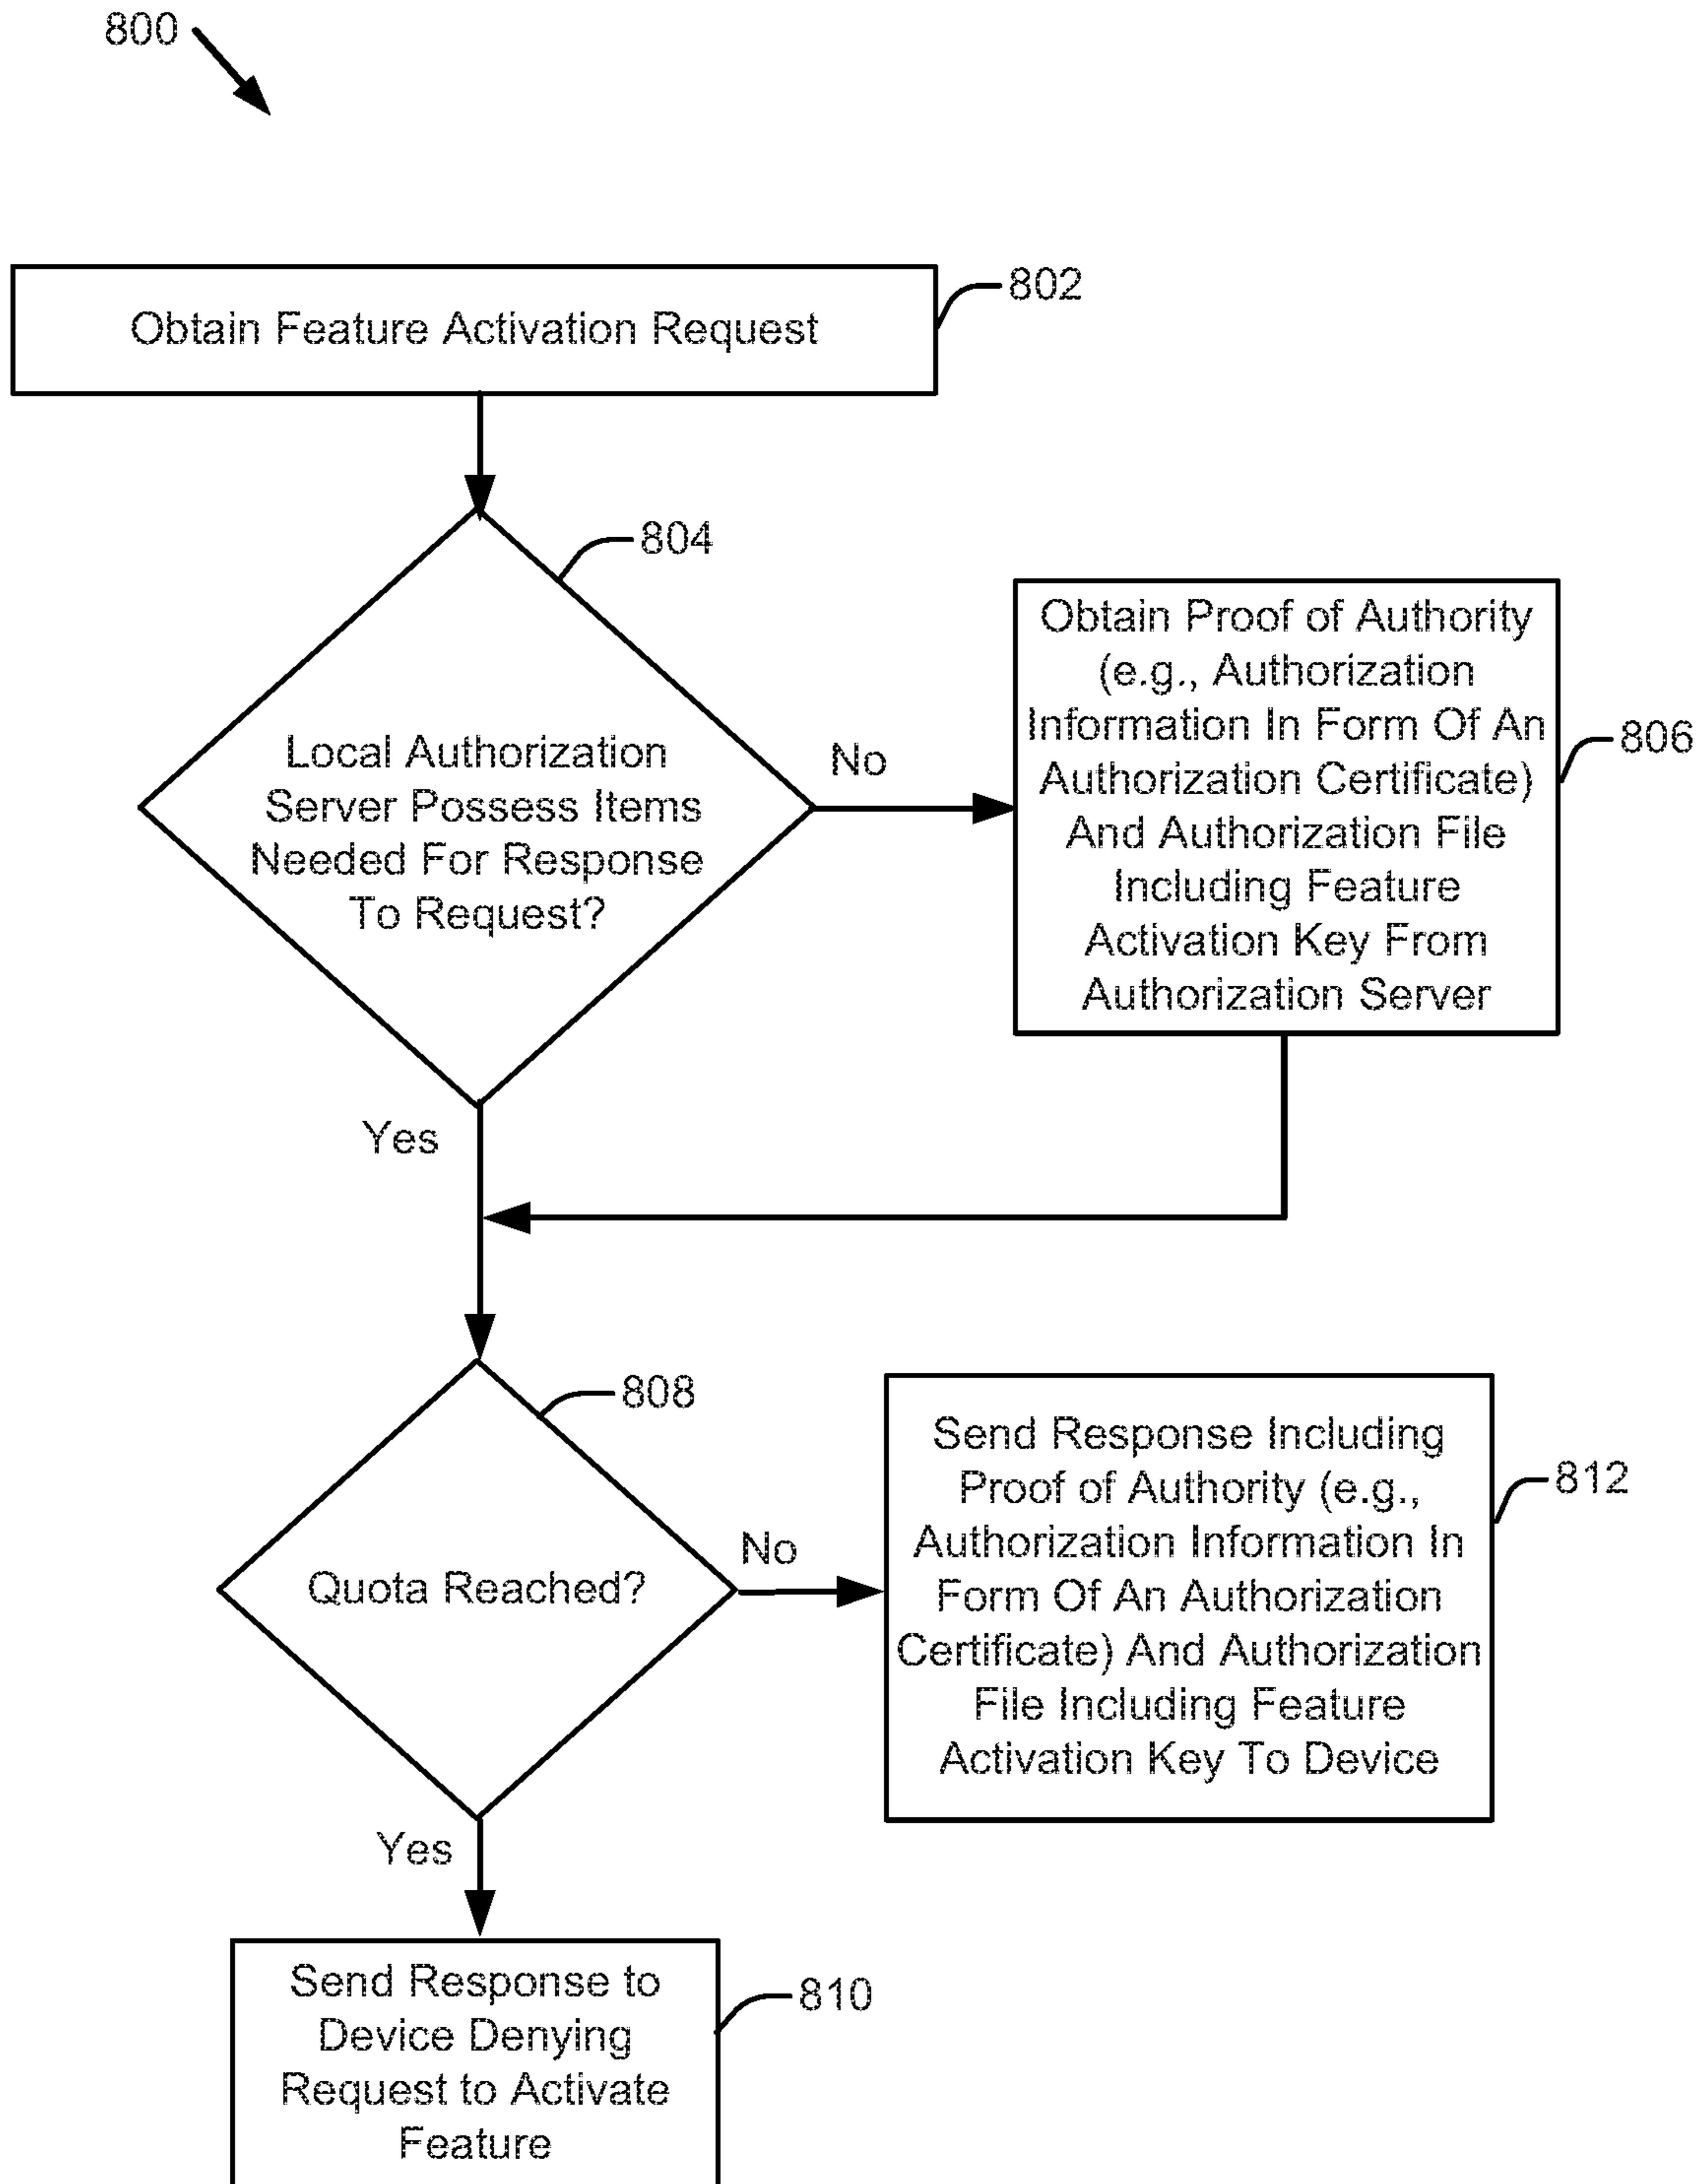 800
Obtain Feature Activation Request
802
804
Local Authorization
Server Possess Items
Needed For Response
To Request?
No
Obtain Proof of Authority
(e.g., Authorization
Information In Form Of An
Authorization Certificate)
And Authorization File
Including Feature
Activation Key From
Authorization Server
806
Yes
808
Quota Reached?
No
Send Response Including
Proof of Authority (e.g.,
Authorization Information In
Form Of An Authorization
Certificate) And Authorization
File Including Feature
Activation Key To Device
812
Yes
Send Response to
Device Denying
Request to Activate
Feature
810